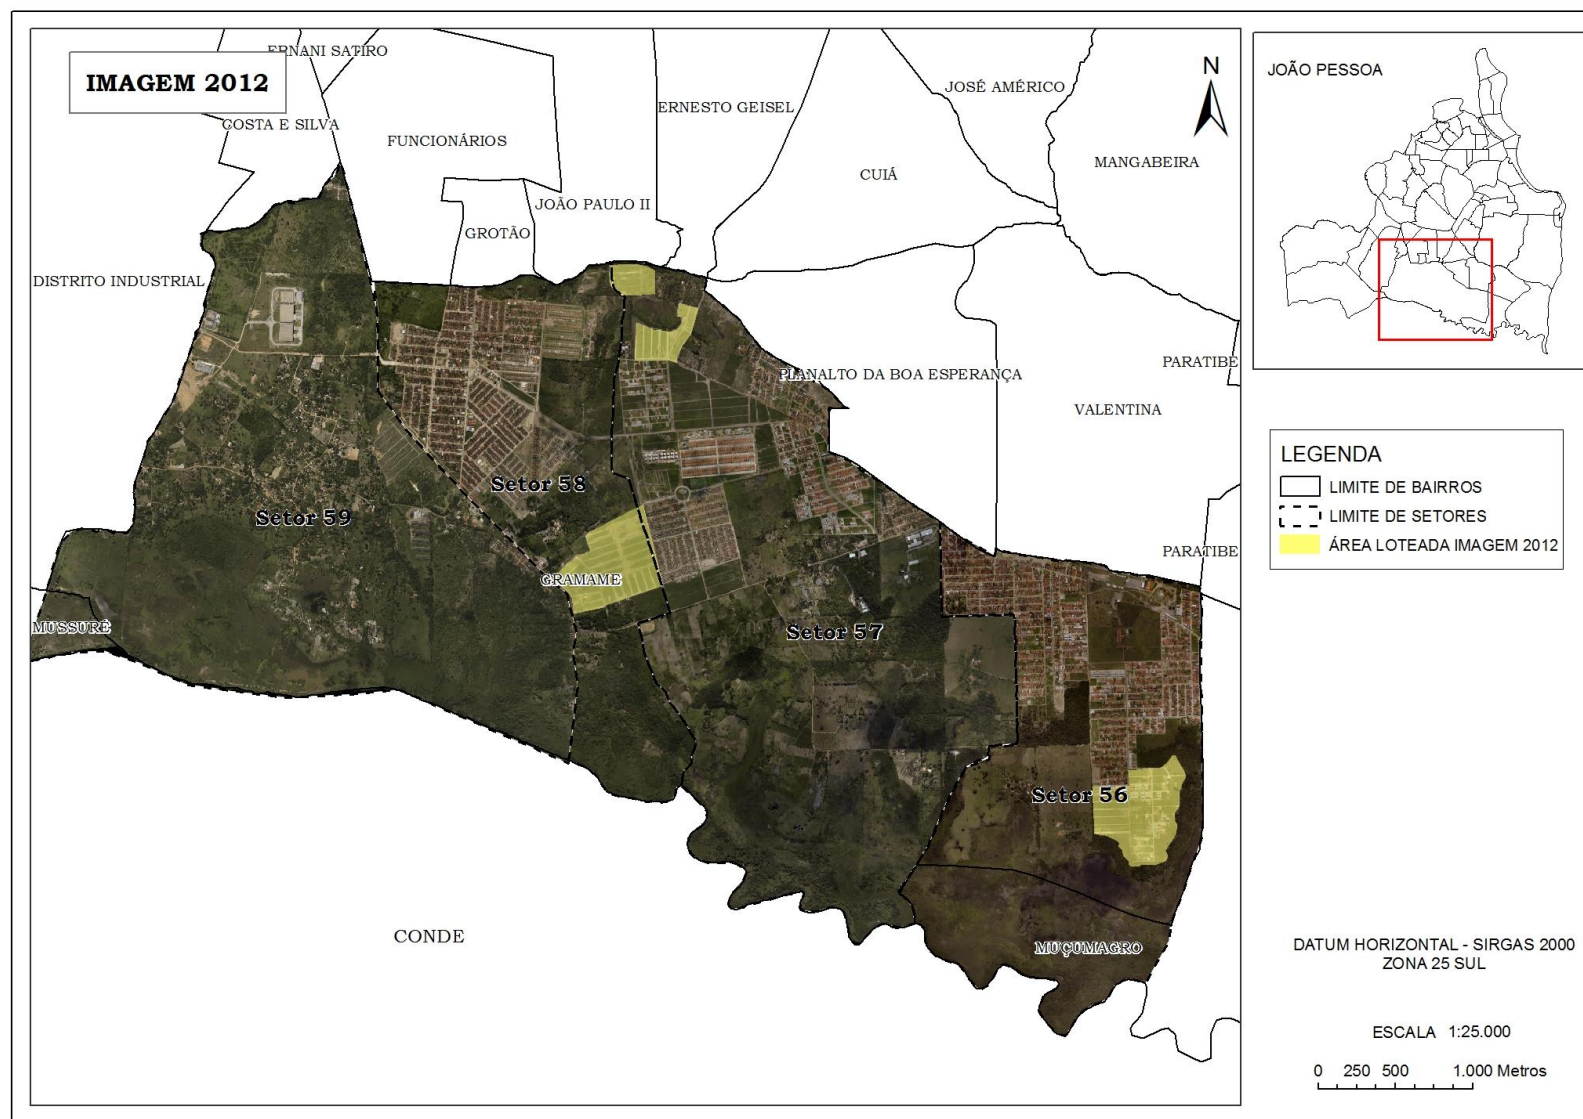 ERNANI SATIRO
IMAGEM 2012
COSTA E SILVA
FUNCIONÁRIOS
ERNESTO GEISEL
JOSÉ AMÉRICO
N
MANGABEIRA
CUIÁ
JOÃO PAULO II
GROTÃO
DISTRITO INDUSTRIAL
PLANALTO DA BOA ESPERANÇA
PARATIBE
VALENTINA
Setor 58
Setor 59
PARATIBE
GRAMAME
MUSSURÉ
Setor 57
Setor 56
CONDE
MUÇUMAGRO
JOÃO PESSOA
LEGENDA
LIMITE DE BAIRROS
LIMITE DE SETORES
ÁREA LOTEADA IMAGEM 2012
DATUM HORIZONTAL - SIRGAS 2000
ZONA 25 SUL
ESCALA 1:25.000
0 250 500 1.000 Metros